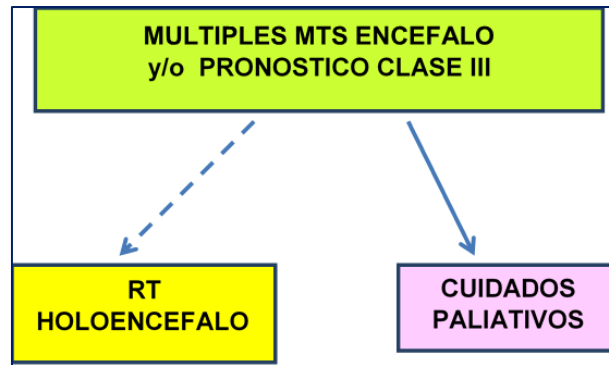 MULTIPLES MTS ENCEFALO
y/o PRONOSTICO CLASE III
RT
HOLOENCEFALO
CUIDADOS
PALIATIVOS